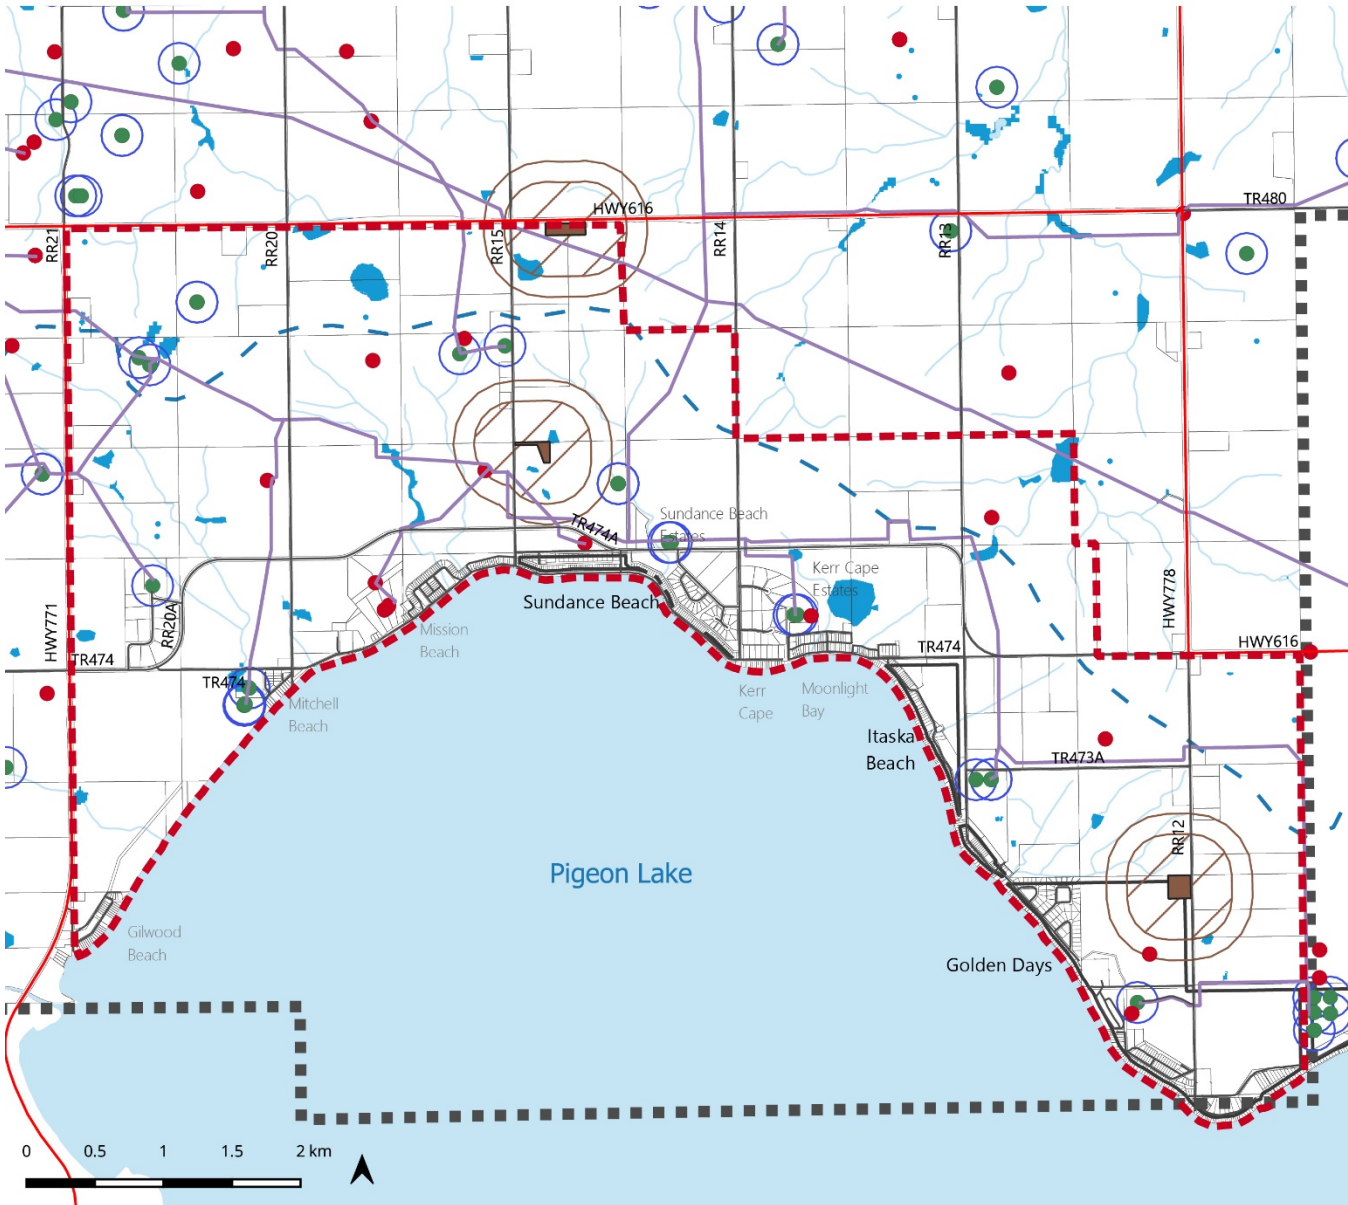 TR480
HWY616
RR21
RR20
RR15
RR14
RR13
Sundance Beach
Estates
TR474A
Kerr Cape
Estates
HWY778
Sundance Beach
HWY771
RR20A
Mission
Beach
TR474
HWY616
TR474
TR474
Mitchell
Beach
Kerr
Cape
Moonlight
Bay
Itaska
Beach
TR473A
RR12
Pigeon Lake
Gilwood
Beach
Golden Days
0 0.5 1 1.5 2 km